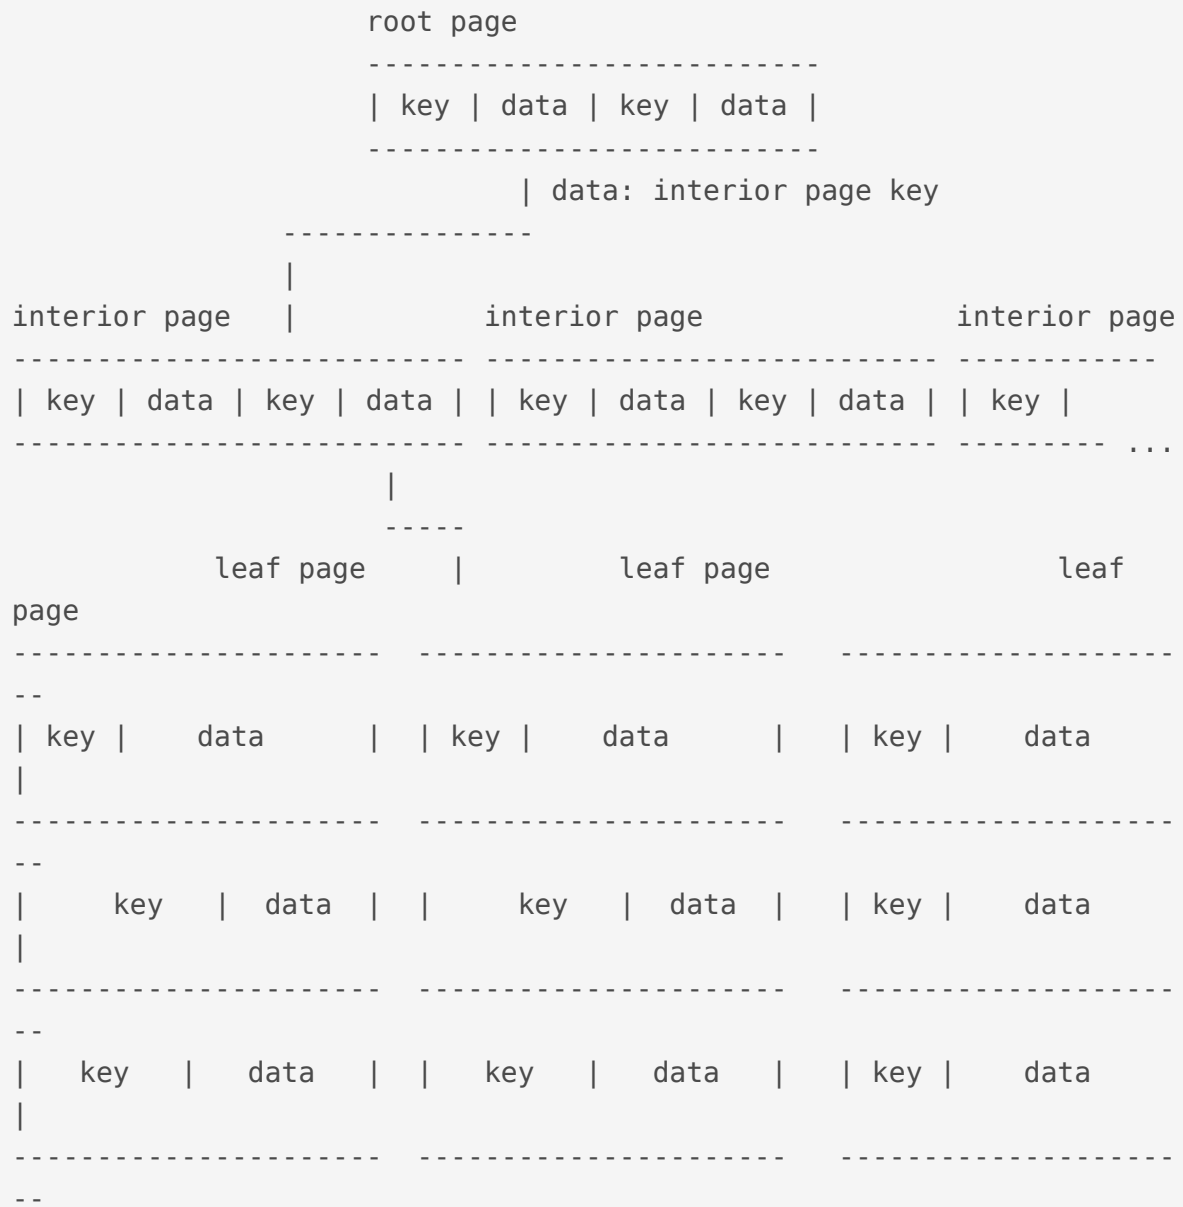 root page
                     ---------------------------
                     | key | data | key | data |
                     ---------------------------
                              | data: interior page key
                ---------------
                |
interior page   |           interior page               interior page
--------------------------- --------------------------- ------------
| key | data | key | data | | key | data | key | data | | key |
--------------------------- --------------------------- --------- ...
                      |
                      -----
            leaf page     |         leaf page                 leaf
page
----------------------  ----------------------   --------------------
--
| key |    data      |  | key |    data      |   | key |    data
|
----------------------  ----------------------   --------------------
--
|     key   |  data  |  |     key   |  data  |   | key |    data
|
----------------------  ----------------------   --------------------
--
|   key   |   data   |  |   key   |   data   |   | key |    data
|
----------------------  ----------------------   --------------------
--